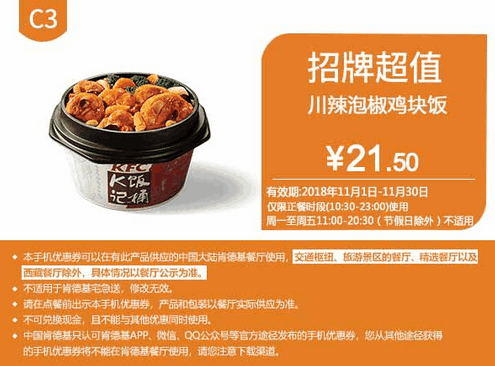 C3
招牌超值
川辣泡椒鸡块饭
¥21.50
有效期:2018年11月1日-11月30日
仅限正餐时段(10:30-23:00)使用
周一至周五11:00-20:30（节假日除外）不适用
KFC
K饭
记桶
本手机优惠券可以在有此产品供应的中国大陆肯德基餐厅使用，交通枢纽、旅游景区的餐厅、精选餐厅以及
西藏餐厅除外，具体情况以餐厅公示为准。
不适用于肯德基宅急送，修改无效。
请在点餐前出示本手机优惠券，产品和包装以餐厅实际供应为准。
不可兑换现金，且不能与其他优惠同时使用。
中国肯德基只认可肯德基APP、微信、QQ公众号等官方途径发布的手机优惠券，您从其他途径获得
的手机优惠券将不能在肯德基餐厅使用，请您注意下载渠道。